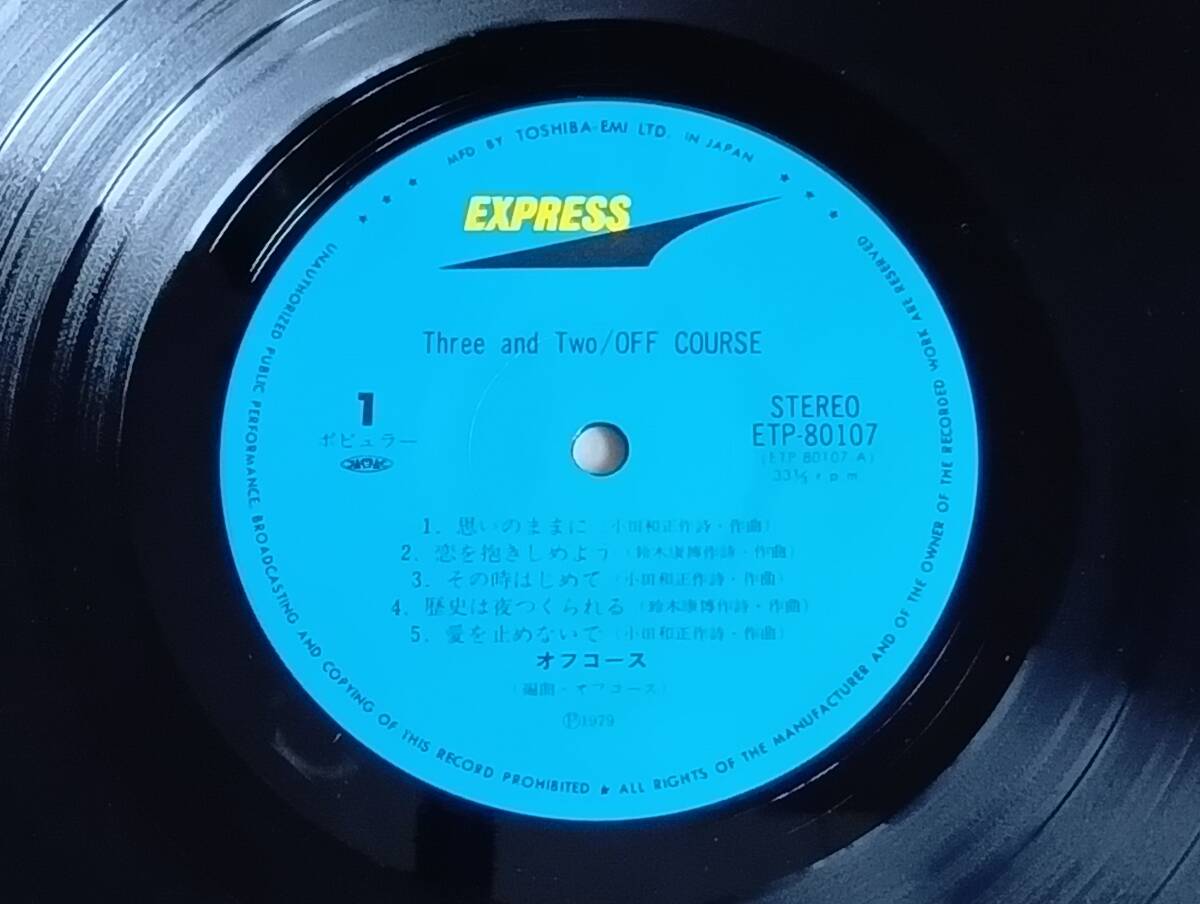 MFD BY TOSHIBA-EMI LTD. IN JAPAN
EXPRESS
Three and Two/OFF COURSE
1
ポピュラー
STEREO
ETP-80107
(ETP 80107 A)
33⅓ r.p.m.
1. 思いのままに (小田和正作詩・作曲)
2. 恋を抱きしめよう (鈴木康博作詩・作曲)
3. その時はじめて (小田和正作詩・作曲)
4. 歴史は夜つくられる (鈴木康博作詩・作曲)
5. 愛を止めないで (小田和正作詩・作曲)
オフコース
(編曲・オフコース)
Ⓟ1979
UNAUTHORIZED PUBLIC PERFORMANCE, BROADCASTING AND COPYING OF THIS RECORD PROHIBITED ★ ALL RIGHTS OF THE MANUFACTURER AND OF THE OWNER OF THE RECORDED WORK ARE RESERVED